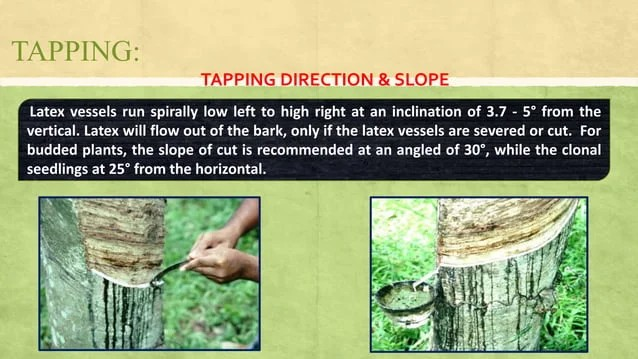 TAPPING:
TAPPING DIRECTION & SLOPE
Latex vessels run spirally low left to high right at an inclination of 3.7 - 5° from the
vertical. Latex will flow out of the bark, only if the latex vessels are severed or cut. For
budded plants, the slope of cut is recommended at an angled of 30°, while the clonal
seedlings at 25° from the horizontal.